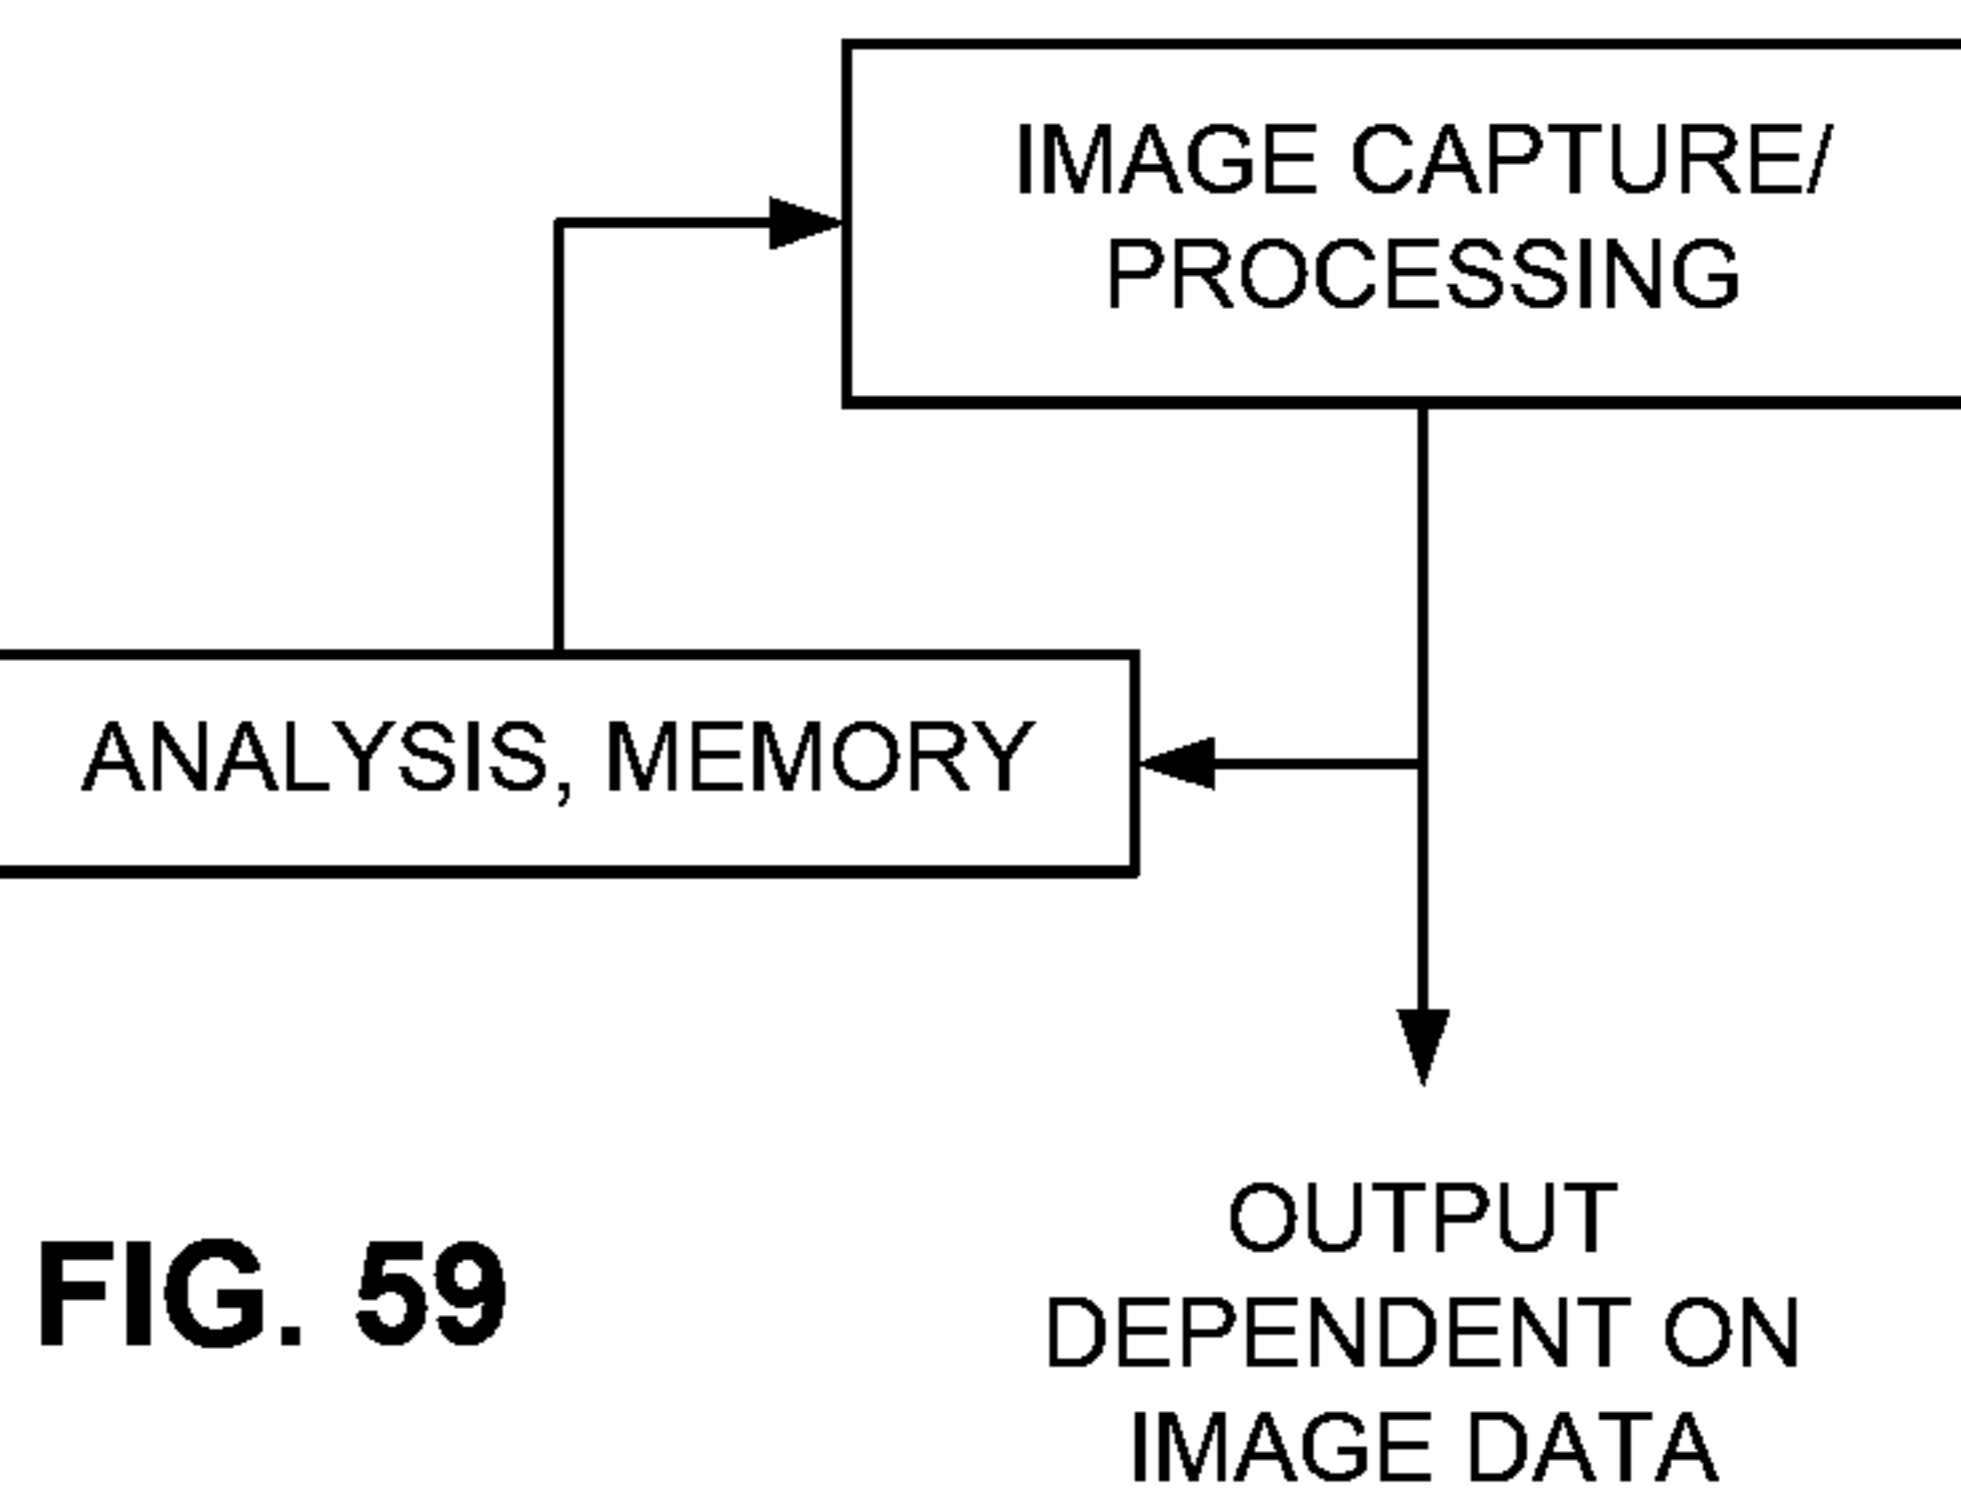 IMAGE CAPTURE/
PROCESSING
ANALYSIS, MEMORY
OUTPUT
DEPENDENT ON
IMAGE DATA
FIG. 59